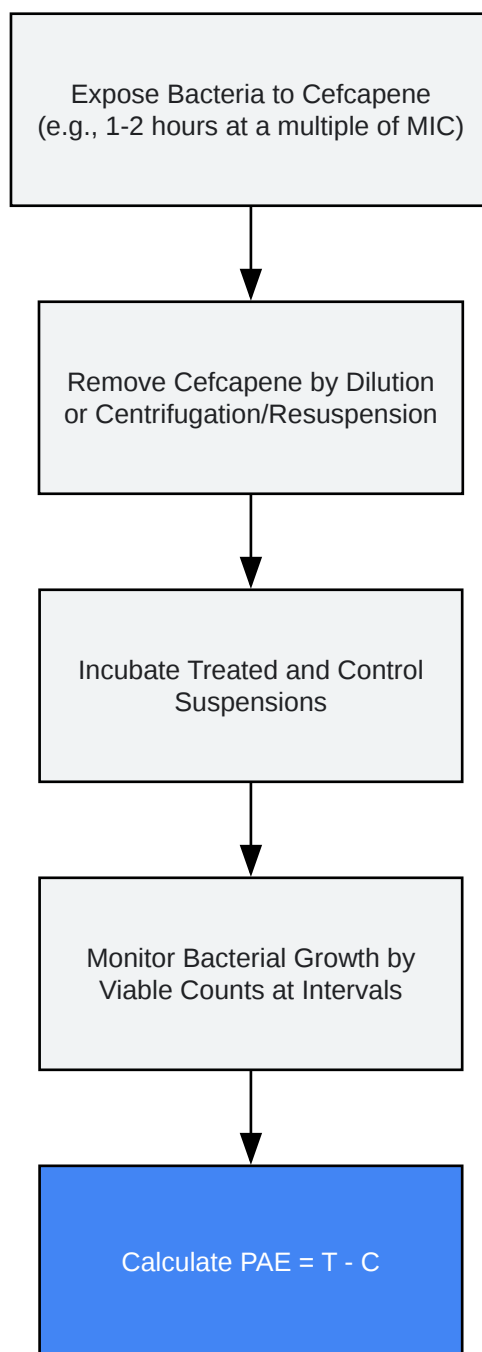 Expose Bacteria to Cefcapene
(e.g., 1-2 hours at a multiple of MIC)
Remove Cefcapene by Dilution
or Centrifugation/Resuspension
Incubate Treated and Control
Suspensions
Monitor Bacterial Growth by
Viable Counts at Intervals
Calculate PAE = T - C